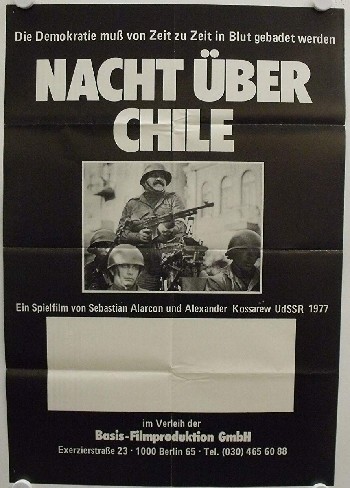 Die Demokratie muß von Zeit zu Zeit in Blut gebadet werden
NACHT ÜBER
CHILE
Ein Spielfilm von Sebastian Alarcon und Alexander Kossarew UdSSR 1977
im Verleih der
Basis-Filmproduktion GmbH
Exerzierstraße 23 · 1000 Berlin 65 · Tel. (030) 465 60 88